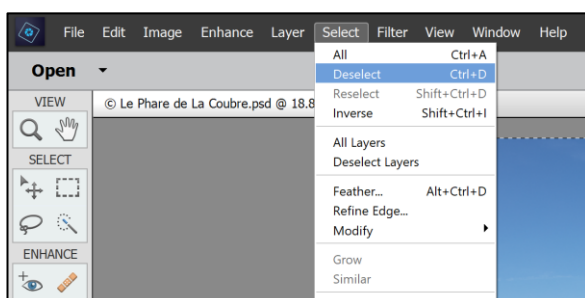 File Edit Image Enhance Layer Select Filter View Window Help
Open
VIEW
© Le Phare de La Coubre.psd @ 18.8
SELECT
ENHANCE
All Ctrl+A
Deselect Ctrl+D
Reselect Shift+Ctrl+D
Inverse Shift+Ctrl+I
All Layers
Deselect Layers
Feather... Alt+Ctrl+D
Refine Edge...
Modify
Grow
Similar